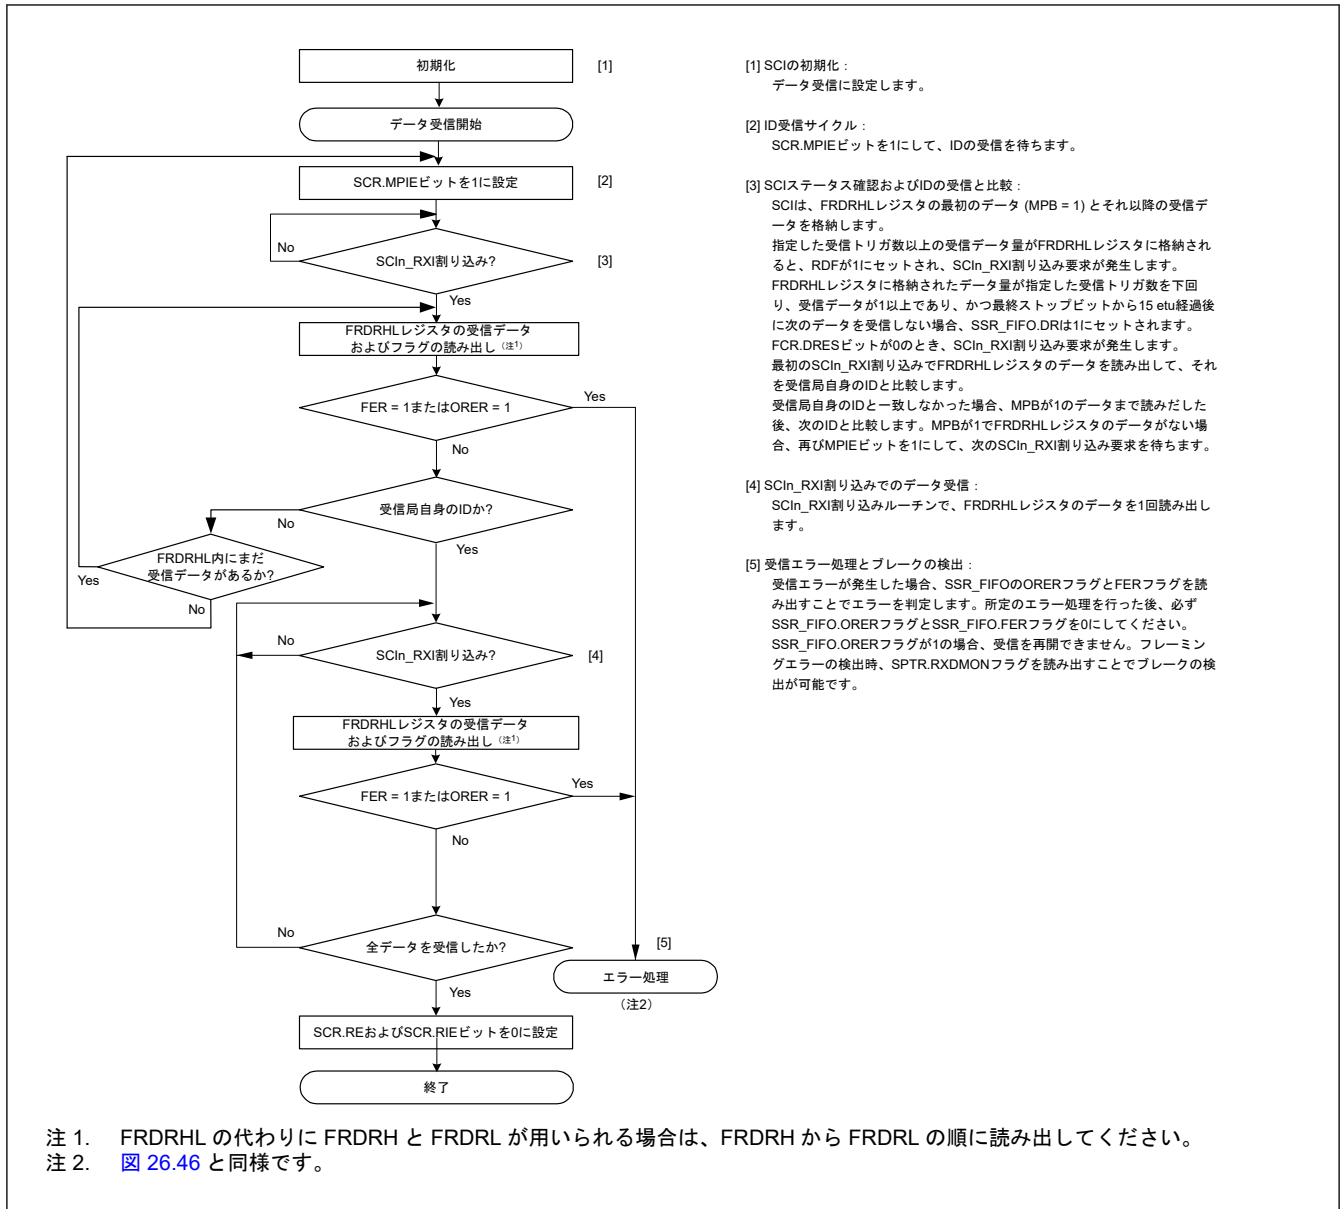 初期化
[1]
データ受信開始
SCR.MPIEビットを1に設定
[2]
No
SCIn_RXI割り込み?
[3]
Yes
FRDRHLレジスタの受信データ
およびフラグの読み出し（注1）
FER = 1またはORER = 1
Yes
No
受信局自身のIDか?
No
Yes
FRDRHL内にまだ
受信データがあるか?
Yes
No
No
SCIn_RXI割り込み?
[4]
Yes
FRDRHLレジスタの受信データ
およびフラグの読み出し（注1）
FER = 1またはORER = 1
Yes
No
No
全データを受信したか?
[5]
エラー処理
（注2）
Yes
SCR.REおよびSCR.RIEビットを0に設定
終了
[1] SCIの初期化：
データ受信に設定します。
[2] ID受信サイクル：
SCR.MPIEビットを1にして、IDの受信を待ちます。
[3] SCIステータス確認およびIDの受信と比較：
SCIは、FRDRHLレジスタの最初のデータ (MPB = 1) とそれ以降の受信デ
ータを格納します。
指定した受信トリガ数以上の受信データ量がFRDRHLレジスタに格納され
ると、RDFが1にセットされ、SCIn_RXI割り込み要求が発生します。
FRDRHLレジスタに格納されたデータ量が指定した受信トリガ数を下回
り、受信データが1以上であり、かつ最終ストップビットから15 etu経過後
に次のデータを受信しない場合、SSR_FIFO.DRは1にセットされます。
FCR.DRESビットが0のとき、SCIn_RXI割り込み要求が発生します。
最初のSCIn_RXI割り込みでFRDRHLレジスタのデータを読み出して、それ
を受信局自身のIDと比較します。
受信局自身のIDと一致しなかった場合、MPBが1のデータまで読みだした
後、次のIDと比較します。MPBが1でFRDRHLレジスタのデータがない場
合、再びMPIEビットを1にして、次のSCIn_RXI割り込み要求を待ちます。
[4] SCIn_RXI割り込みでのデータ受信：
SCIn_RXI割り込みルーチンで、FRDRHLレジスタのデータを1回読み出し
ます。
[5] 受信エラー処理とブレークの検出：
受信エラーが発生した場合、SSR_FIFOのORERフラグとFERフラグを読
み出すことでエラーを判定します。所定のエラー処理を行った後、必ず
SSR_FIFO.ORERフラグとSSR_FIFO.FERフラグを0にしてください。
SSR_FIFO.ORERフラグが1の場合、受信を再開できません。フレーミン
グエラーの検出時、SPTR.RXDMONフラグを読み出すことでブレークの検
出が可能です。
注 1. FRDRHL の代わりに FRDRH と FRDRL が用いられる場合は、FRDRH から FRDRL の順に読み出してください。
注 2. 図 26.46 と同様です。